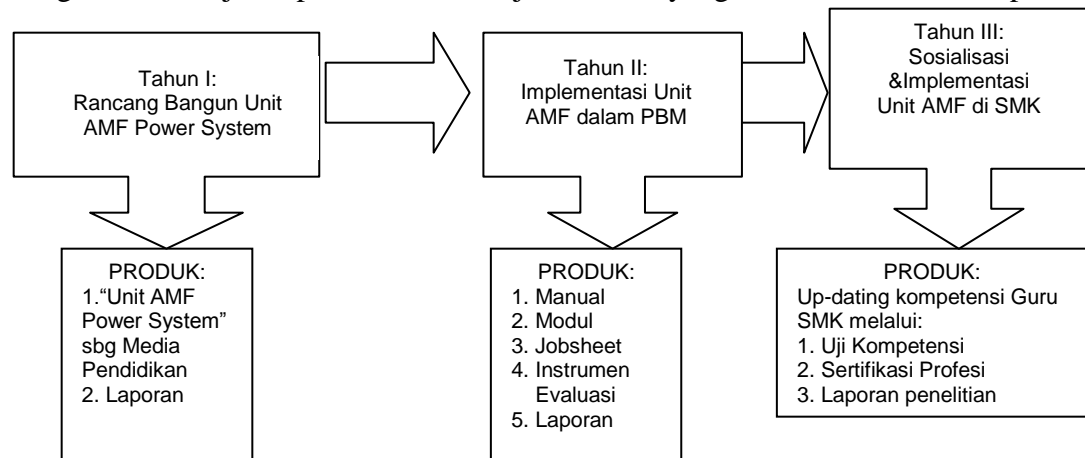 Tahun I:
Rancang Bangun Unit
AMF Power System
Tahun II:
Implementasi Unit
AMF dalam PBM
Tahun III:
Sosialisasi
&Implementasi
Unit AMF di SMK
PRODUK:
1.“Unit AMF
Power System”
sbg Media
Pendidikan
2. Laporan
PRODUK:
1. Manual
2. Modul
3. Jobsheet
4. Instrumen
Evaluasi
5. Laporan
PRODUK:
Up-dating kompetensi Guru
SMK melalui:
1. Uji Kompetensi
2. Sertifikasi Profesi
3. Laporan penelitian